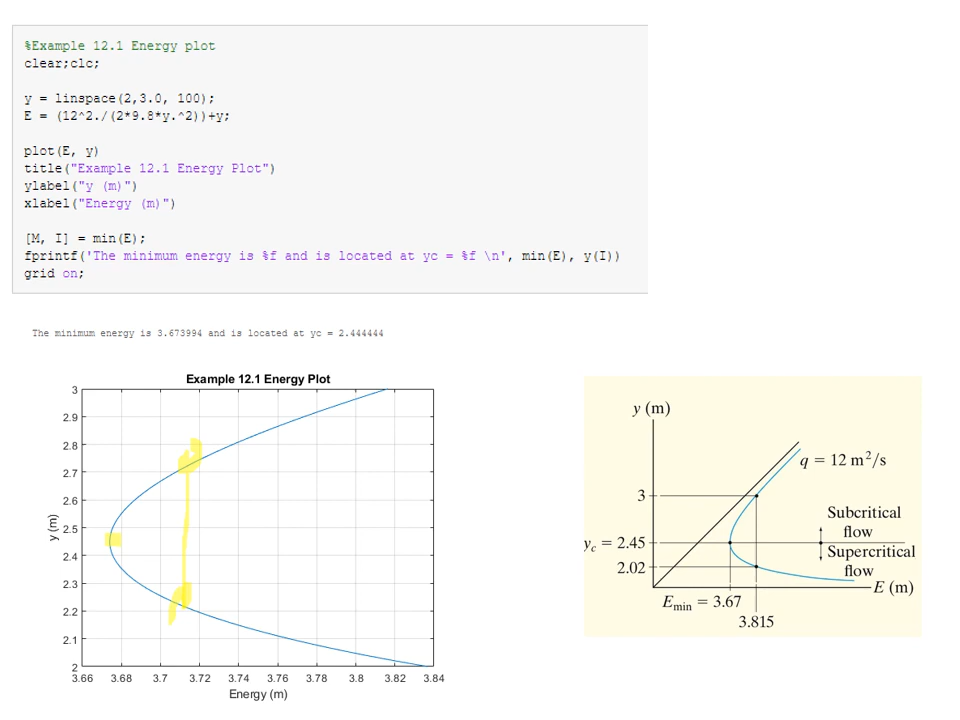 %Example 12.1 Energy plot
clear;clc;
y = linspace(2,3.0, 100);
E = (12^2./(2*9.8*y.^2))+y;
plot(E, y)
title("Example 12.1 Energy Plot")
ylabel("y (m)")
xlabel("Energy (m)")
[M, I] = min(E);
fprintf('The minimum energy is %f and is located at yc = %f \n', min(E), y(I))
grid on;
The minimum energy is 3.673994 and is located at yc = 2.444444
Example 12.1 Energy Plot
3
2.9
2.8
2.7
2.6
2.5
2.4
2.3
2.2
2.1
2
y (m)
3.66 3.68 3.7 3.72 3.74 3.76 3.78 3.8 3.82 3.84
Energy (m)
y (m)
q = 12 m²/s
3
Subcritical
flow
yc = 2.45
Supercritical
2.02
flow
E (m)
Emin = 3.67
3.815